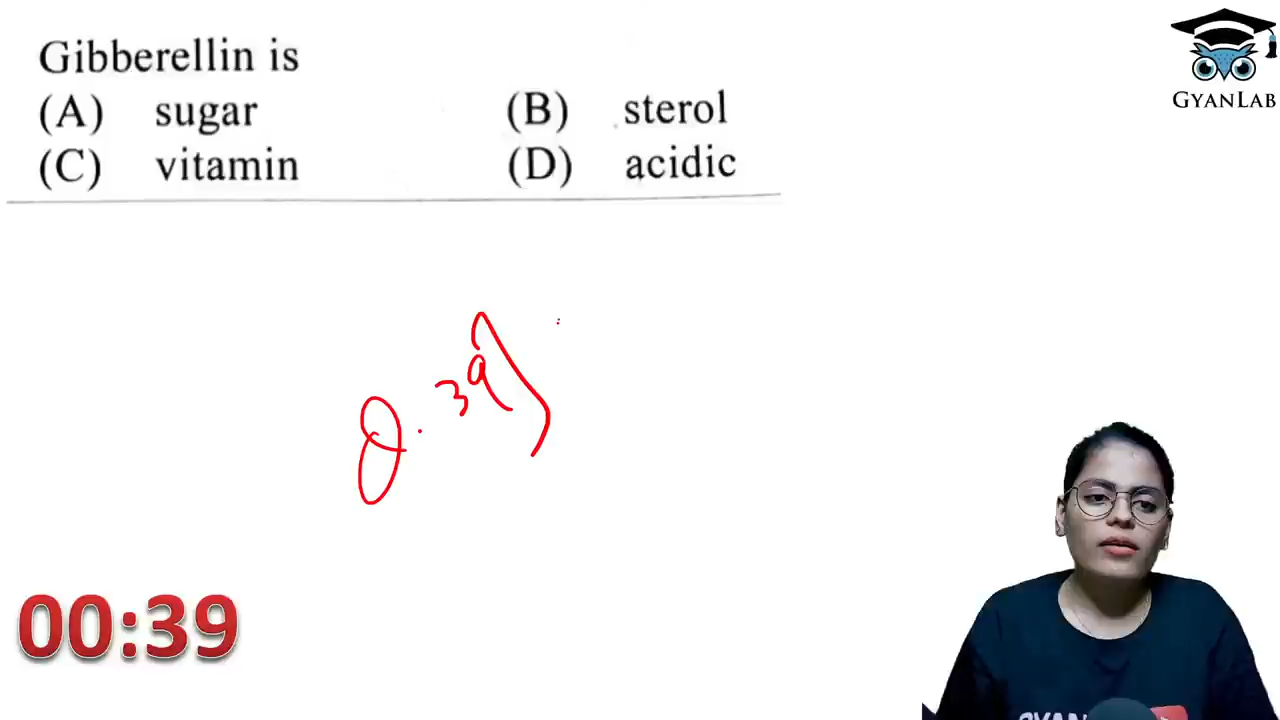 Gibberellin is
(A) sugar (B) sterol
(C) vitamin (D) acidic
GYANLAB
Q. 39)
00:39